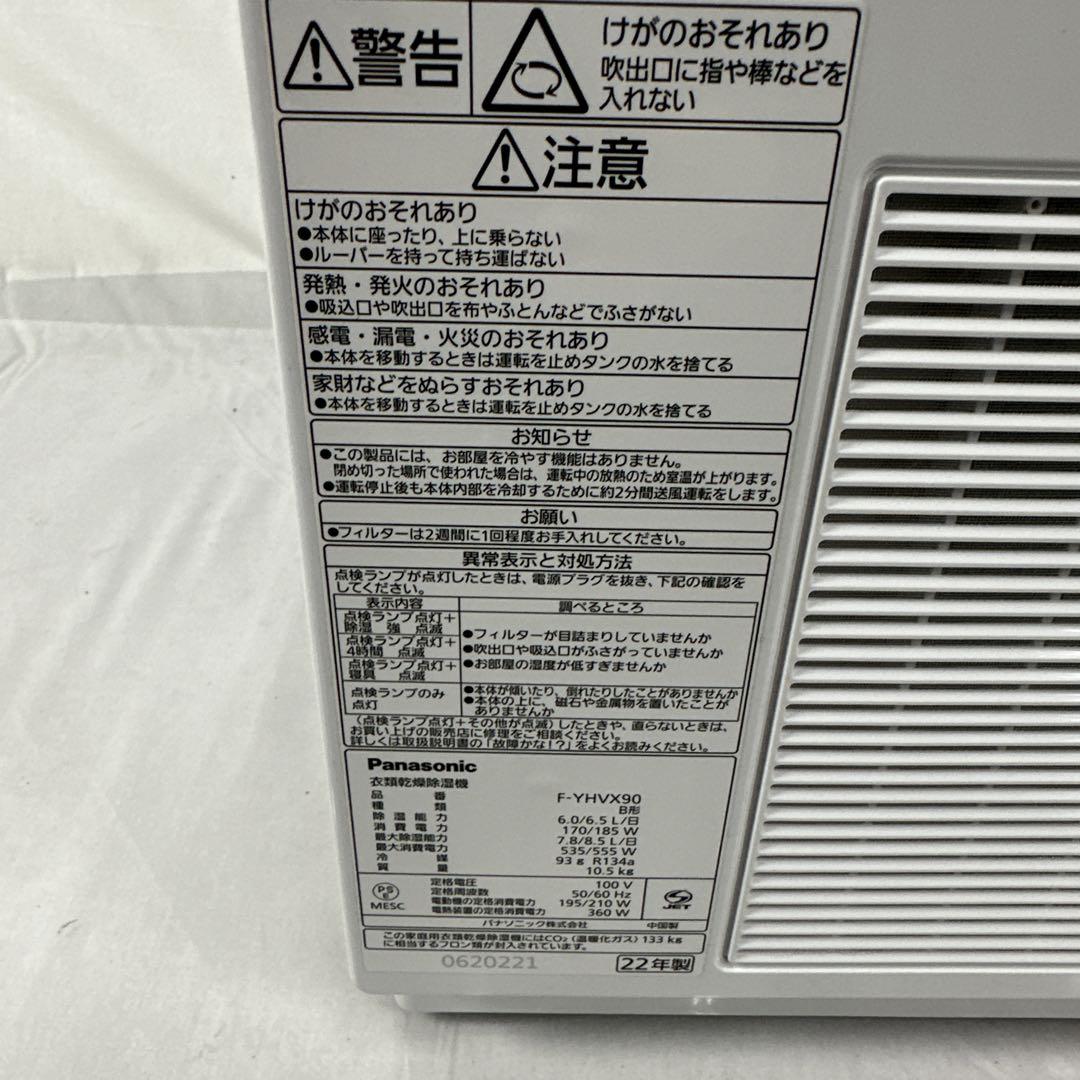 警告
けがのおそれあり
吹出口に指や棒などを
入れない
注意
けがのおそれあり
●本体に座ったり、上に乗らない
●ルーバーを持って持ち運ばない
発熱・発火のおそれあり
●吸込口や吹出口を布やふとんなどでふさがない
感電・漏電・火災のおそれあり
●本体を移動するときは運転を止めタンクの水を捨てる
家財などをぬらすおそれあり
●本体を移動するときは運転を止めタンクの水を捨てる
お知らせ
●この製品には、お部屋を冷やす機能はありません。
閉め切った場所で使われた場合は、運転中の放熱のため室温が上がります。
●運転停止後も本体内部を冷却するために約2分間送風運転をします。
お願い
●フィルターは2週間に1回程度お手入れしてください。
異常表示と対処方法
点検ランプが点灯したときは、電源プラグを抜き、下記の確認を
してください。
表示内容 調べるところ
点検ランプ点灯+
除湿 強 点滅
点検ランプ点灯+
4時間 点滅
点検ランプ点灯+
寝具 点滅
●フィルターが目詰まりしていませんか
●吹出口や吸込口がふさがっていませんか
●お部屋の湿度が低すぎませんか
点検ランプのみ
点灯
●本体が傾いたり、倒れたりしたことがありませんか
●本体の上に、磁石や金属物を置いたことが
ありませんか
(点検ランプ点灯+その他が点滅)したときや、直らないときは、
お買い上げの販売店に修理をご相談ください。
詳しくは取扱説明書の「故障かな!?」をよくお読みください。
Panasonic
衣類乾燥除湿機
品番 F-YHVX90
種類 B形
除湿能力 6.0/6.5 L/日
消費電力 170/185 W
最大除湿能力 7.8/8.5 L/日
最大消費電力 535/555 W
冷媒 93 g R134a
質量 10.5 kg
PS
E
MESC
定格電圧 100 V
定格周波数 50/60 Hz
電動機の定格消費電力 195/210 W
電熱装置の定格消費電力 360 W
JET
パナソニック株式会社 中国製
この家庭用衣類乾燥除湿機にはCO₂(温暖化ガス)133 kg
に相当するフロン類が封入されています。
0620221
22年製